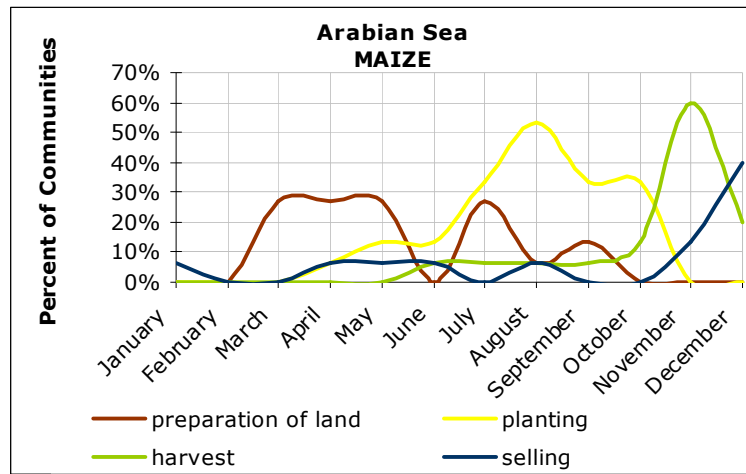 Arabian Sea
MAIZE
Percent of Communities
70%
60%
50%
40%
30%
20%
10%
0%
January
February
March
April
May
June
July
August
September
October
November
December
preparation of land
planting
harvest
selling